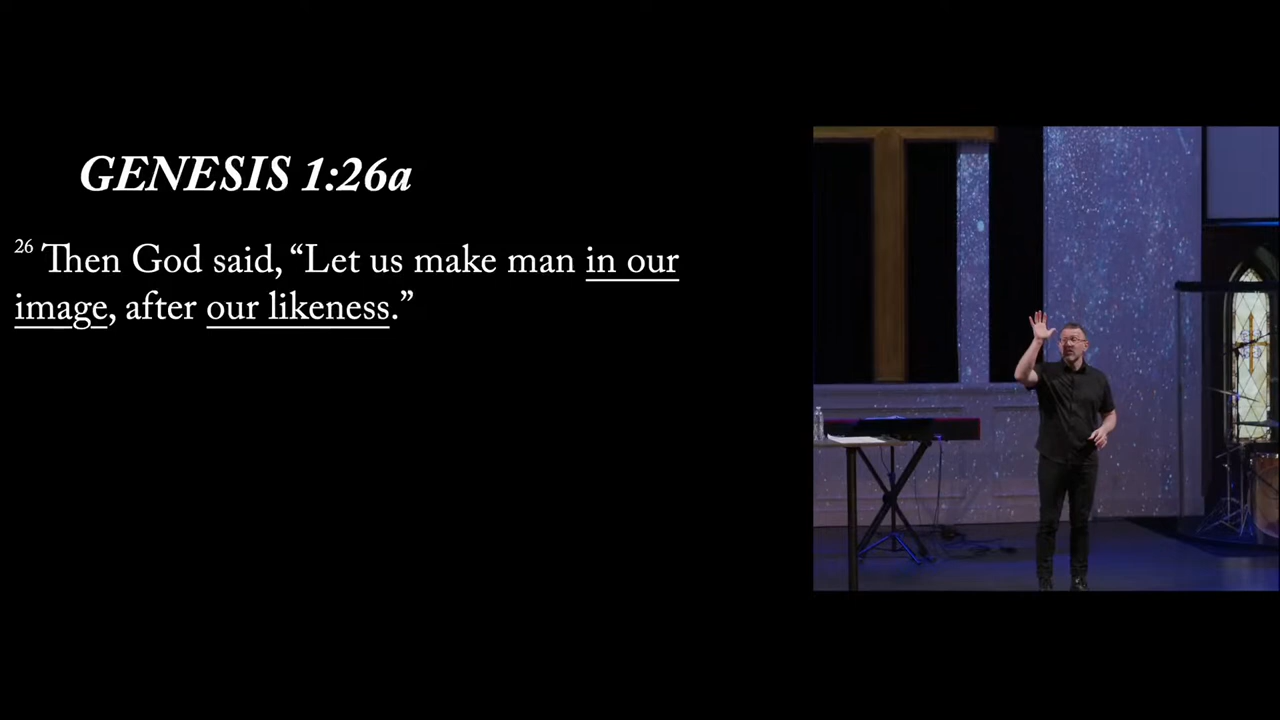 GENESIS 1:26a
26 Then God said, “Let us make man in our
image, after our likeness.”